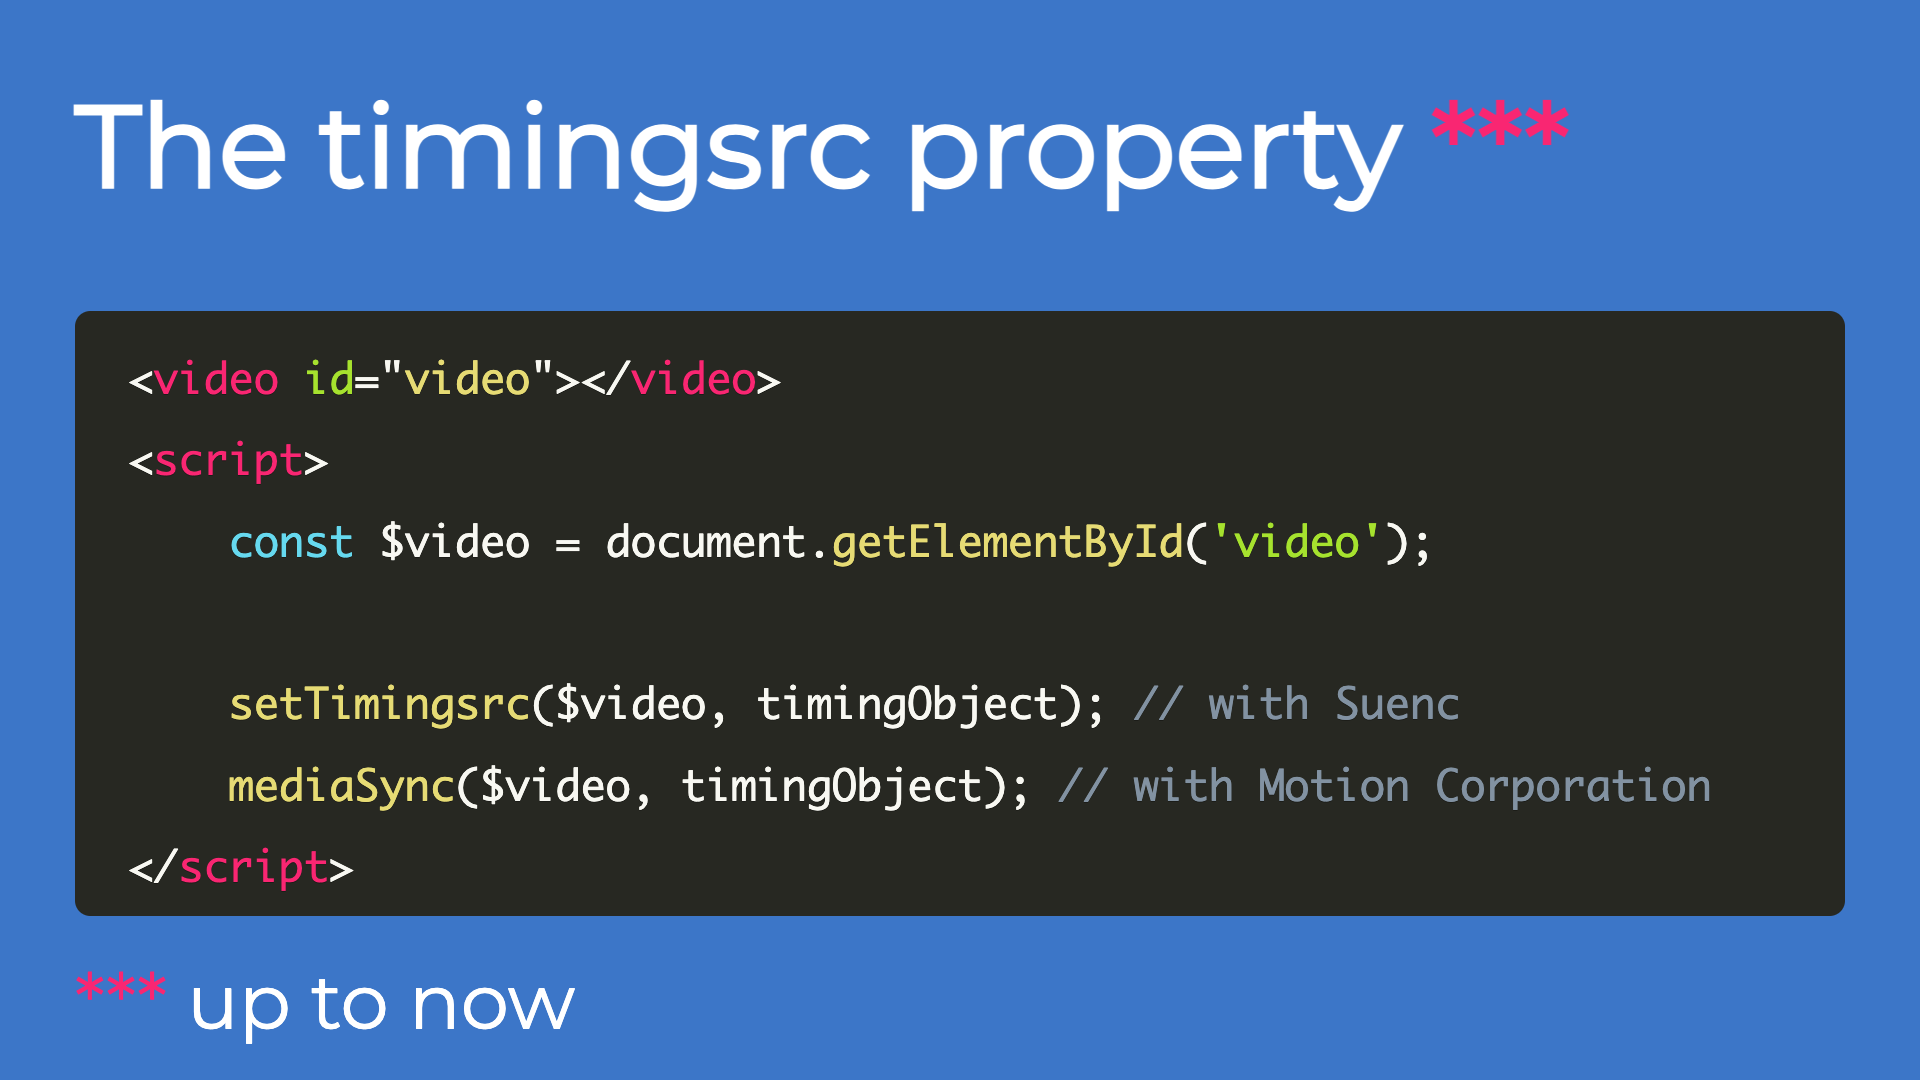 The timingsrc property ***
<video id="video"></video>
<script>
    const $video = document.getElementById('video');
    setTimingsrc($video, timingObject); // with Suenc
    mediaSync($video, timingObject); // with Motion Corporation
</script>
*** up to now